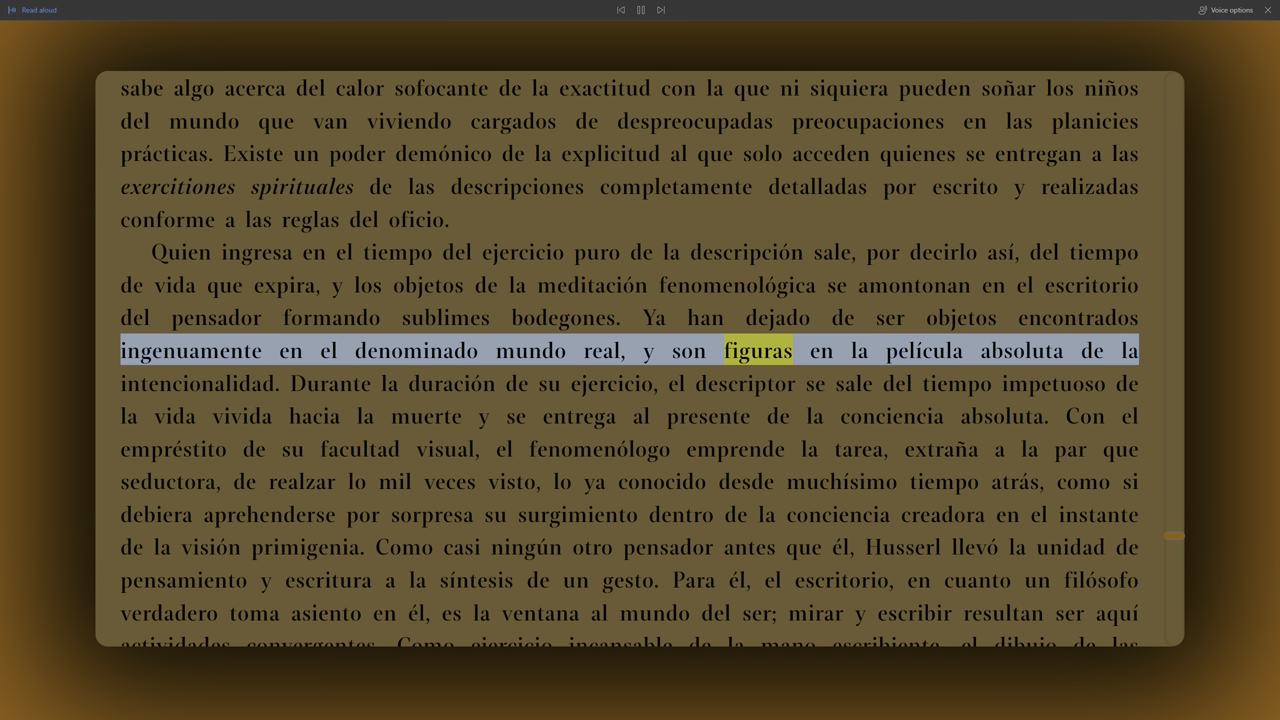 Read aloud
Voice options
sabe algo acerca del calor sofocante de la exactitud con la que ni siquiera pueden soñar los niños
del mundo que van viviendo cargados de despreocupadas preocupaciones en las planicies
prácticas. Existe un poder demónico de la explicitud al que solo acceden quienes se entregan a las
exercitiones spirituales de las descripciones completamente detalladas por escrito y realizadas
conforme a las reglas del oficio.
Quien ingresa en el tiempo del ejercicio puro de la descripción sale, por decirlo así, del tiempo
de vida que expira, y los objetos de la meditación fenomenológica se amontonan en el escritorio
del pensador formando sublimes bodegones. Ya han dejado de ser objetos encontrados
ingenuamente en el denominado mundo real, y son figuras en la película absoluta de la
intencionalidad. Durante la duración de su ejercicio, el descriptor se sale del tiempo impetuoso de
la vida vivida hacia la muerte y se entrega al presente de la conciencia absoluta. Con el
empréstito de su facultad visual, el fenomenólogo emprende la tarea, extraña a la par que
seductora, de realzar lo mil veces visto, lo ya conocido desde muchísimo tiempo atrás, como si
debiera aprehenderse por sorpresa su surgimiento dentro de la conciencia creadora en el instante
de la visión primigenia. Como casi ningún otro pensador antes que él, Husserl llevó la unidad de
pensamiento y escritura a la síntesis de un gesto. Para él, el escritorio, en cuanto un filósofo
verdadero toma asiento en él, es la ventana al mundo del ser; mirar y escribir resultan ser aquí
actividades convergentes. Como ejercicio incansable de la mano escribiente, el dibujo de las